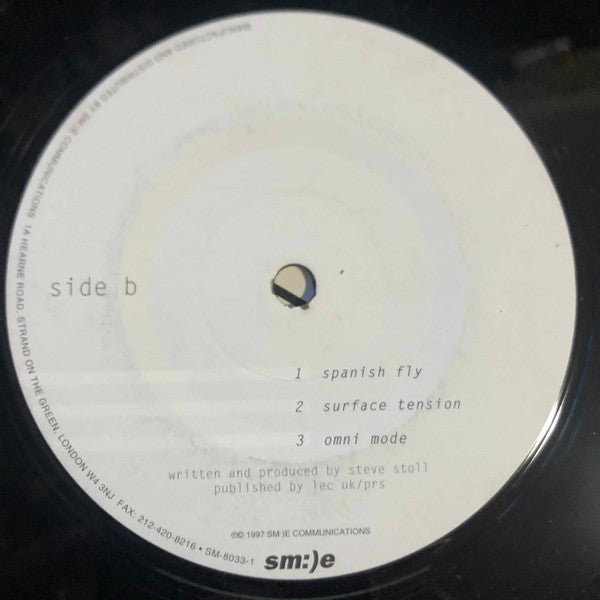 MANUFACTURED AND DISTRIBUTED BY SM:)E COMMUNICATIONS 1A HEARNE ROAD, STRAND ON THE GREEN, LONDON W4 3NJ FAX: 212-420-8216 • SM-8033-1
side b
1 spanish fly
2 surface tension
3 omni mode
written and produced by steve stoll
published by lec uk/prs
℗© 1997 SM:)E COMMUNICATIONS
sm:)e